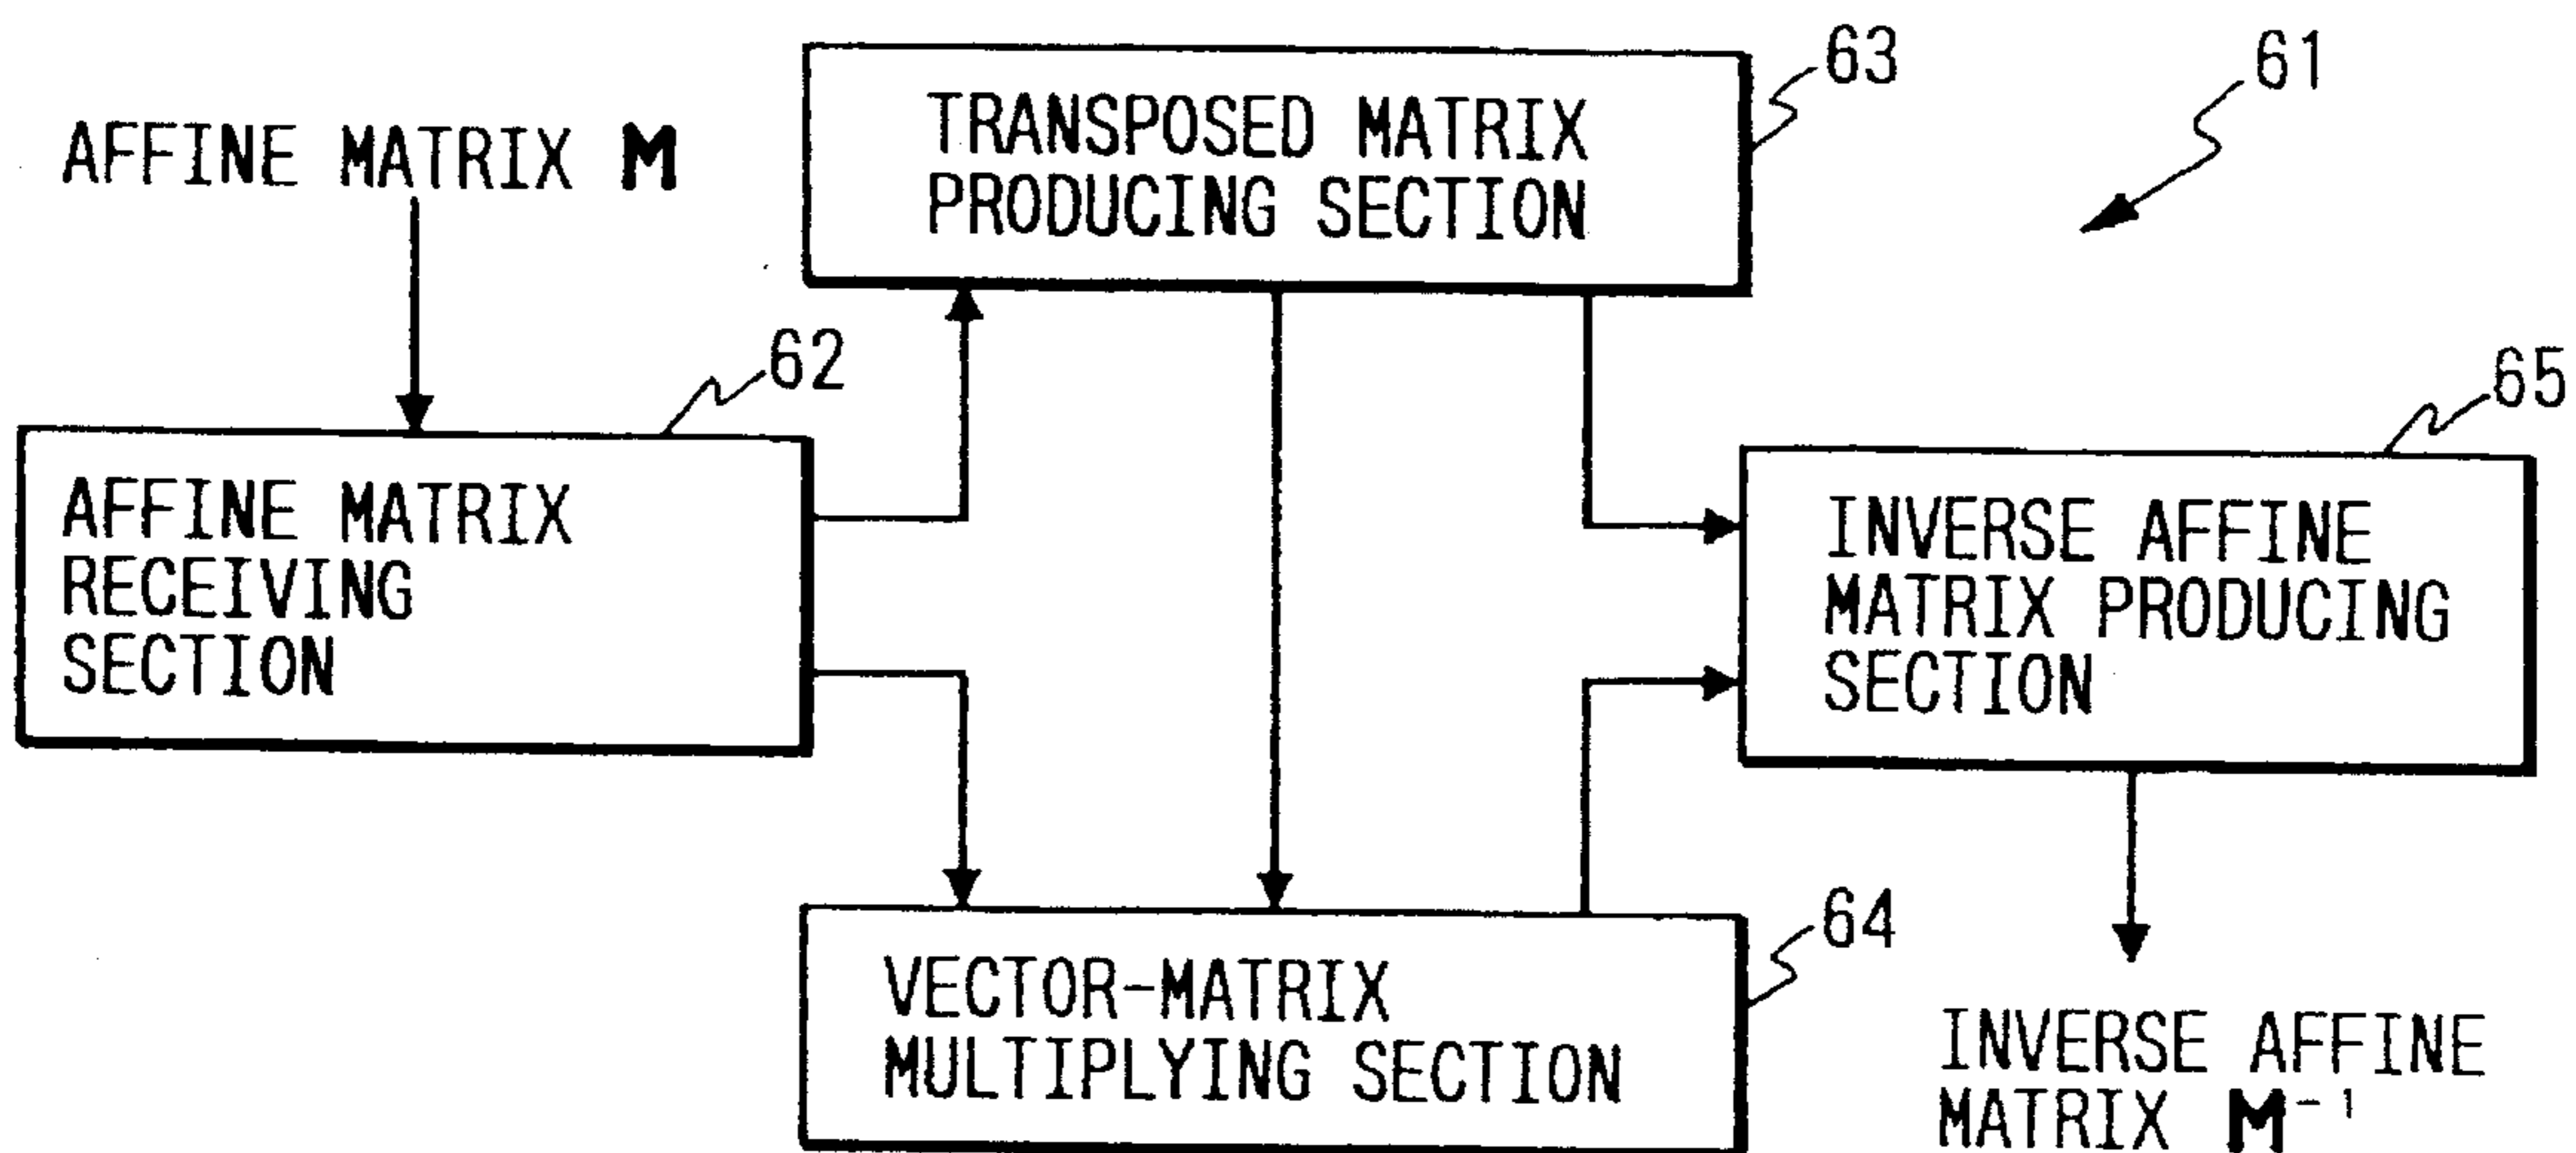 63
61
TRANSPOSED MATRIX
PRODUCING SECTION
AFFINE MATRIX M
62
65
AFFINE MATRIX
RECEIVING
SECTION
INVERSE AFFINE
MATRIX PRODUCING
SECTION
64
VECTOR-MATRIX
MULTIPLYING SECTION
INVERSE AFFINE
MATRIX M⁻¹